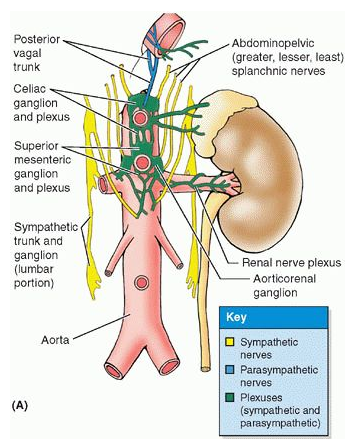 Posterior
vagal
trunk
Celiac
ganglion
and plexus
Superior
mesenteric
ganglion
and plexus
Sympathetic
trunk and
ganglion
(lumbar
portion)
Aorta
(A)
Abdominopelvic
(greater, lesser, least)
splanchnic nerves
Renal nerve plexus
Aorticorenal
ganglion
Key
Sympathetic
nerves
Parasympathetic
nerves
Plexuses
(sympathetic and
parasympathetic)